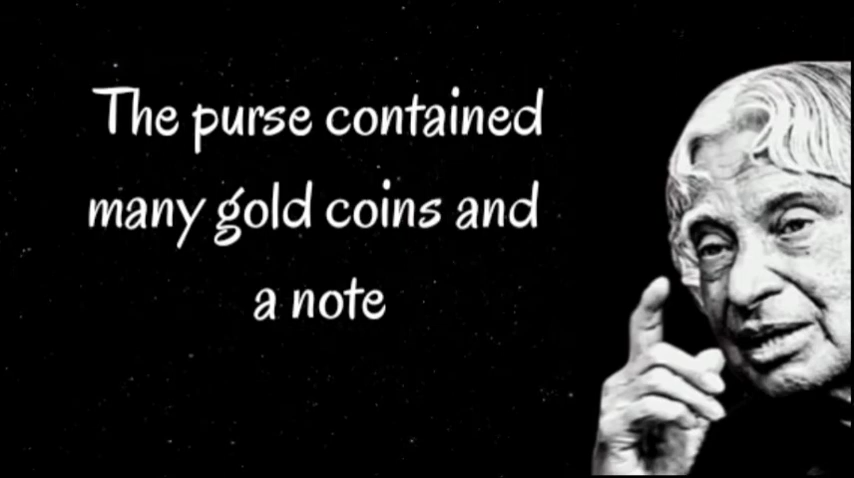 The purse contained
many gold coins and
a note